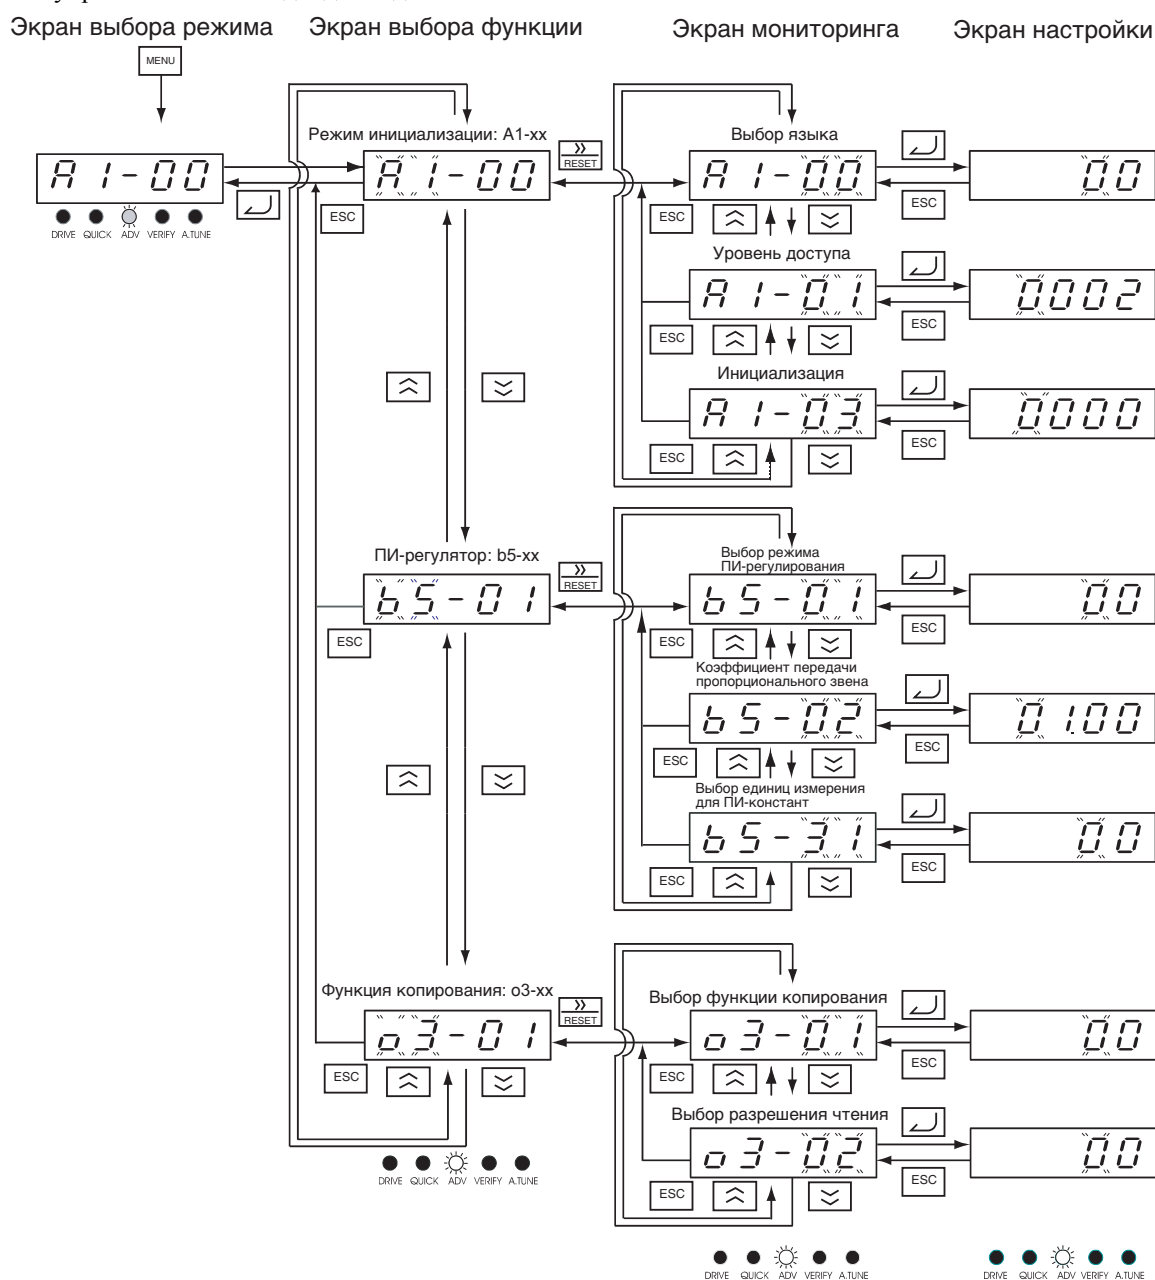 Экран выбора режима Экран выбора функции Экран мониторинга Экран настройки
MENU
Режим инициализации: A1-xx
RESET
Выбор языка
A1-00
A1-00
A1-00
00
ESC
ESC
ESC
DRIVE QUICK ADV VERIFY A.TUNE
Уровень доступа
A1-01
0002
ESC
ESC
Инициализация
A1-03
0000
ESC
ESC
ПИ-регулятор: b5-xx
RESET
Выбор режима
ПИ-регулирования
b5-01
b5-01
00
ESC
ESC
ESC
Коэффициент передачи
пропорционального звена
b5-02
01.00
ESC
ESC
Выбор единиц измерения
для ПИ-констант
b5-31
00
ESC
ESC
Функция копирования: o3-xx
RESET
Выбор функции копирования
o3-01
o3-01
00
ESC
ESC
ESC
Выбор разрешения чтения
o3-02
00
ESC
ESC
DRIVE QUICK ADV VERIFY A.TUNE
DRIVE QUICK ADV VERIFY A.TUNE
DRIVE QUICK ADV VERIFY A.TUNE